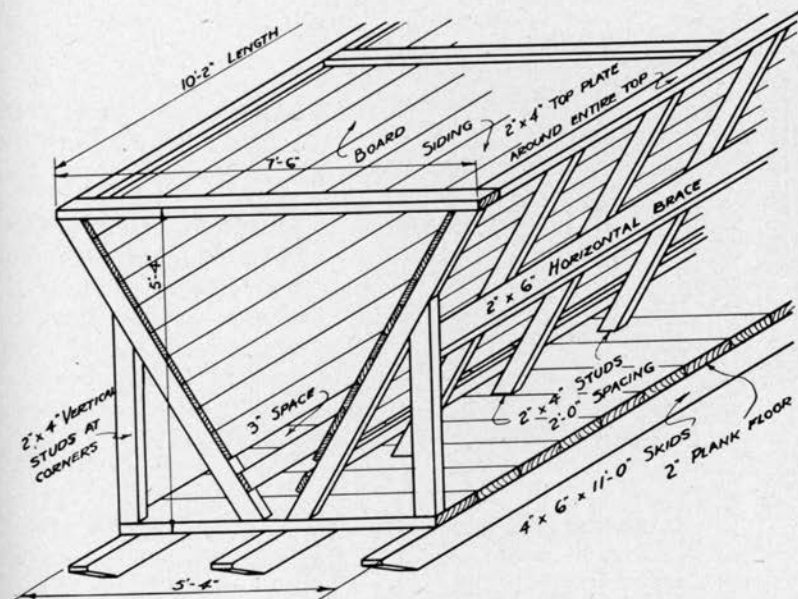 10'-2" LENGTH
BOARD
SIDING
2" x 4" TOP PLATE
AROUND ENTIRE TOP
7'-6"
5'-4"
2" x 6" HORIZONTAL BRACE
2" x 4" VERTICAL
STUDS AT
CORNERS
3" SPACE
2" x 4" STUDS
2'-0" SPACING
4" x 6" x 11'-0" SKIDS
2" PLANK FLOOR
5'-4"